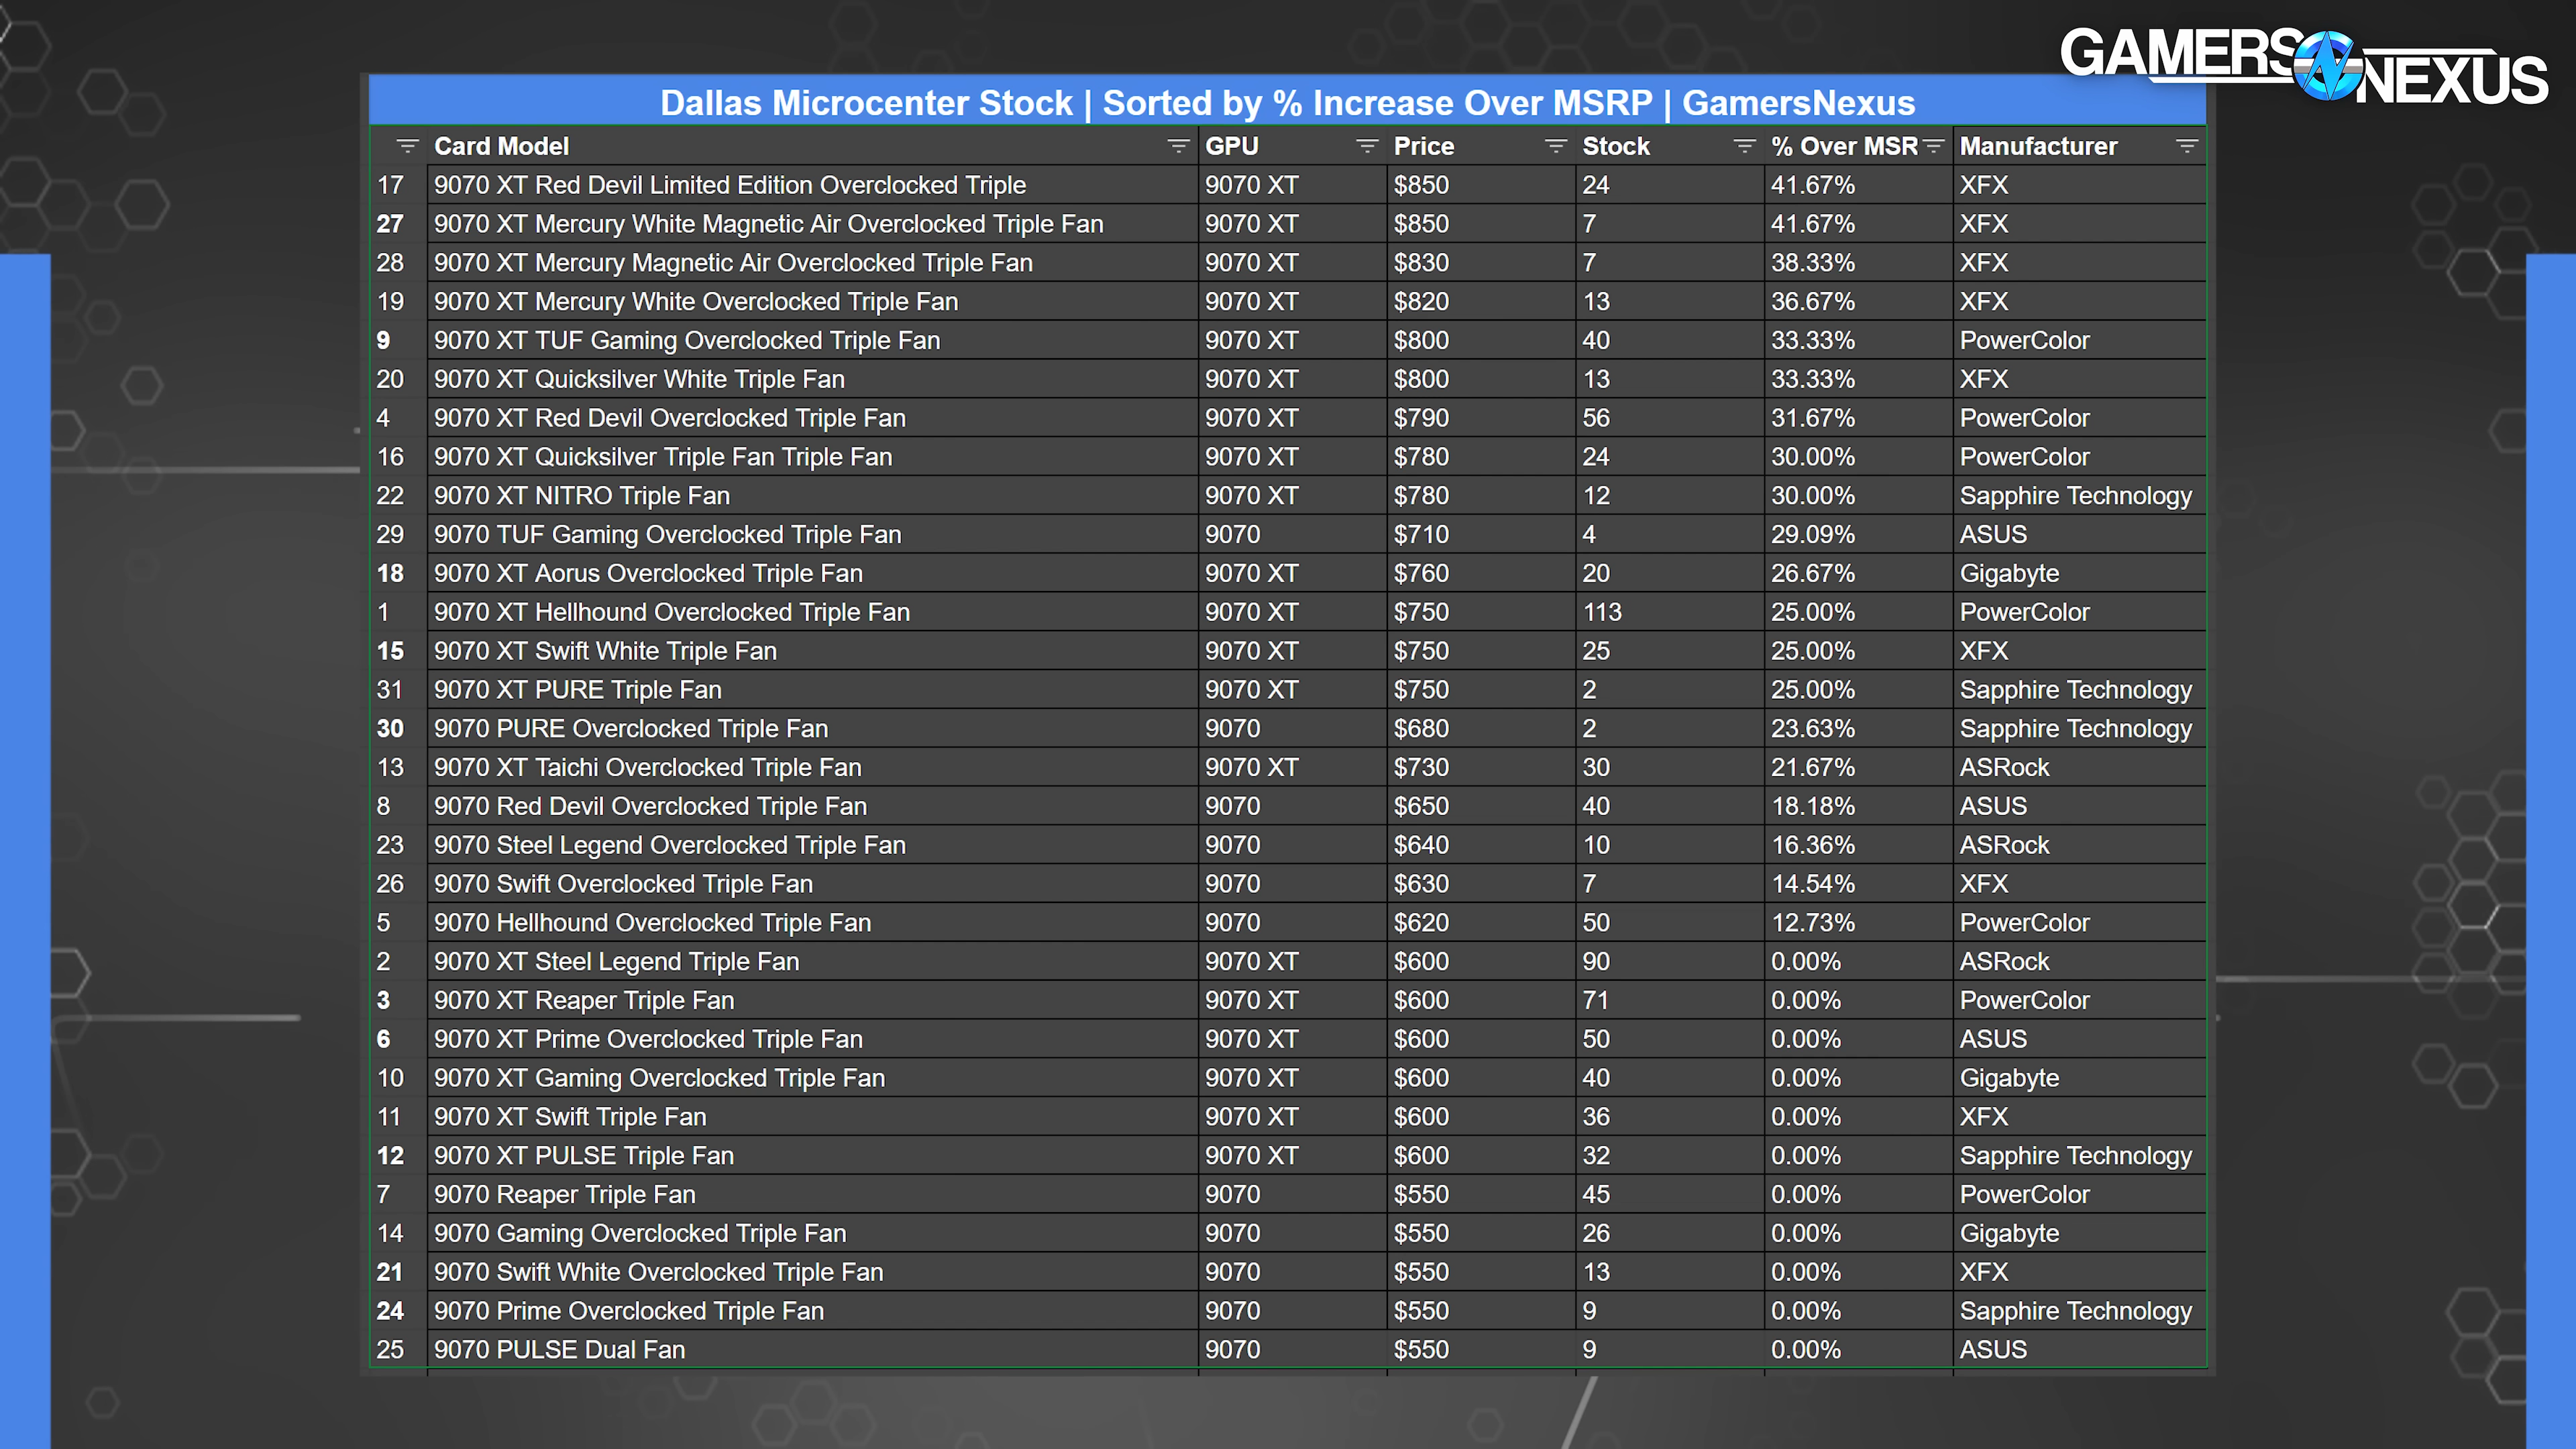 GAMERS NEXUS
Dallas Microcenter Stock | Sorted by % Increase Over MSRP | GamersNexus
Card Model GPU Price Stock % Over MSR Manufacturer
17 9070 XT Red Devil Limited Edition Overclocked Triple 9070 XT $850 24 41.67% XFX
27 9070 XT Mercury White Magnetic Air Overclocked Triple Fan 9070 XT $850 7 41.67% XFX
28 9070 XT Mercury Magnetic Air Overclocked Triple Fan 9070 XT $830 7 38.33% XFX
19 9070 XT Mercury White Overclocked Triple Fan 9070 XT $820 13 36.67% XFX
9 9070 XT TUF Gaming Overclocked Triple Fan 9070 XT $800 40 33.33% PowerColor
20 9070 XT Quicksilver White Triple Fan 9070 XT $800 13 33.33% XFX
4 9070 XT Red Devil Overclocked Triple Fan 9070 XT $790 56 31.67% PowerColor
16 9070 XT Quicksilver Triple Fan Triple Fan 9070 XT $780 24 30.00% PowerColor
22 9070 XT NITRO Triple Fan 9070 XT $780 12 30.00% Sapphire Technology
29 9070 TUF Gaming Overclocked Triple Fan 9070 $710 4 29.09% ASUS
18 9070 XT Aorus Overclocked Triple Fan 9070 XT $760 20 26.67% Gigabyte
1 9070 XT Hellhound Overclocked Triple Fan 9070 XT $750 113 25.00% PowerColor
15 9070 XT Swift White Triple Fan 9070 XT $750 25 25.00% XFX
31 9070 XT PURE Triple Fan 9070 XT $750 2 25.00% Sapphire Technology
30 9070 PURE Overclocked Triple Fan 9070 $680 2 23.63% Sapphire Technology
13 9070 XT Taichi Overclocked Triple Fan 9070 XT $730 30 21.67% ASRock
8 9070 Red Devil Overclocked Triple Fan 9070 $650 40 18.18% ASUS
23 9070 Steel Legend Overclocked Triple Fan 9070 $640 10 16.36% ASRock
26 9070 Swift Overclocked Triple Fan 9070 $630 7 14.54% XFX
5 9070 Hellhound Overclocked Triple Fan 9070 $620 50 12.73% PowerColor
2 9070 XT Steel Legend Triple Fan 9070 XT $600 90 0.00% ASRock
3 9070 XT Reaper Triple Fan 9070 XT $600 71 0.00% PowerColor
6 9070 XT Prime Overclocked Triple Fan 9070 XT $600 50 0.00% ASUS
10 9070 XT Gaming Overclocked Triple Fan 9070 XT $600 40 0.00% Gigabyte
11 9070 XT Swift Triple Fan 9070 XT $600 36 0.00% XFX
12 9070 XT PULSE Triple Fan 9070 XT $600 32 0.00% Sapphire Technology
7 9070 Reaper Triple Fan 9070 $550 45 0.00% PowerColor
14 9070 Gaming Overclocked Triple Fan 9070 $550 26 0.00% Gigabyte
21 9070 Swift White Overclocked Triple Fan 9070 $550 13 0.00% XFX
24 9070 Prime Overclocked Triple Fan 9070 $550 9 0.00% Sapphire Technology
25 9070 PULSE Dual Fan 9070 $550 9 0.00% ASUS